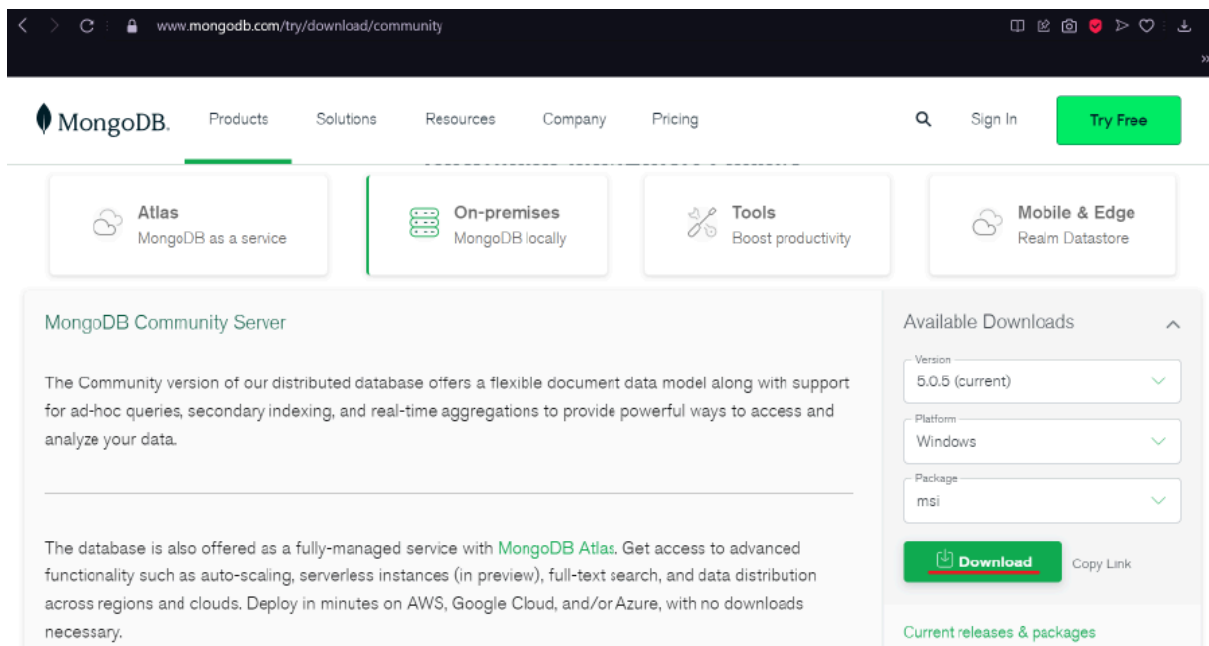 www.mongodb.com/try/download/community
MongoDB.
Products
Solutions
Resources
Company
Pricing
Sign In
Try Free
Atlas
MongoDB as a service
On-premises
MongoDB locally
Tools
Boost productivity
Mobile & Edge
Realm Datastore
MongoDB Community Server
The Community version of our distributed database offers a flexible document data model along with support
for ad-hoc queries, secondary indexing, and real-time aggregations to provide powerful ways to access and
analyze your data.
The database is also offered as a fully-managed service with MongoDB Atlas. Get access to advanced
functionality such as auto-scaling, serverless instances (in preview), full-text search, and data distribution
across regions and clouds. Deploy in minutes on AWS, Google Cloud, and/or Azure, with no downloads
necessary.
Available Downloads
Version
5.0.5 (current)
Platform
Windows
Package
msi
Download
Copy Link
Current releases & packages